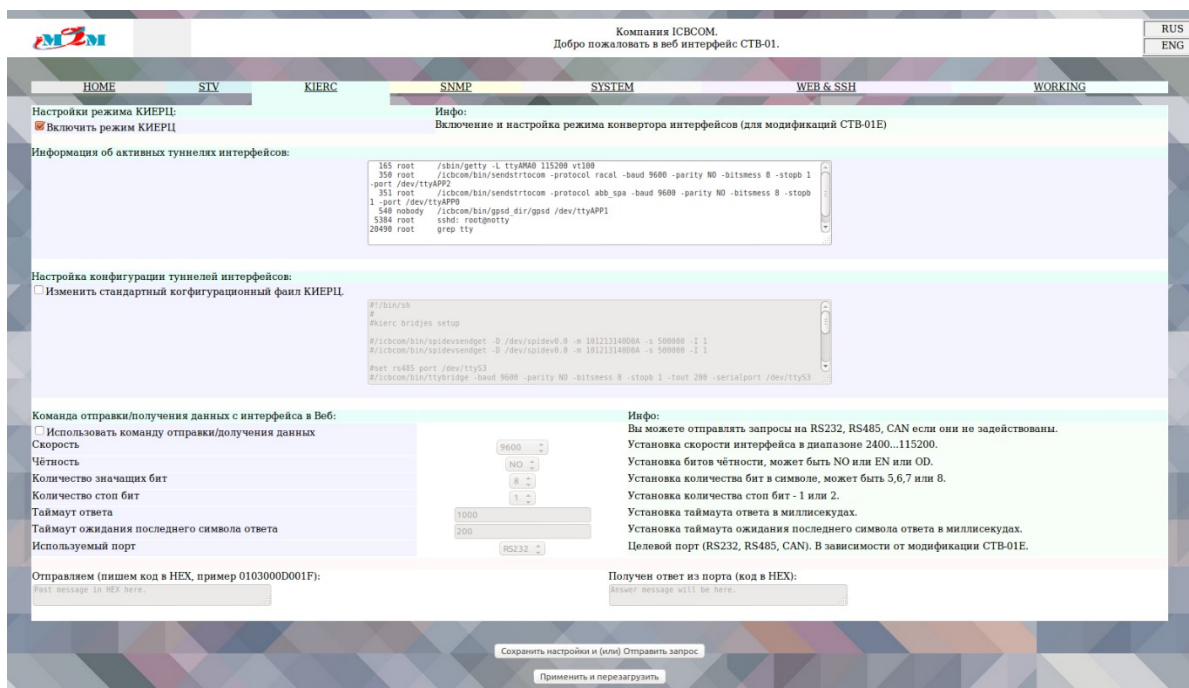 iM2M
Компания ICBCOM.
Добро пожаловать в веб интерфейс СТВ-01.
RUS
ENG
HOME STV KIERC SNMP SYSTEM WEB & SSH WORKING
Настройки режима КИЕРЦ: Инфо:
Включить режим КИЕРЦ Включение и настройка режима конвертора интерфейсов (для модификаций СТВ-01Е)
Информация об активных туннелях интерфейсов:
165 root /sbin/getty -L ttyAMA0 115200 vt100
350 root /icbcom/bin/sendstrtocom -protocol racal -baud 9600 -parity NO -bitsmess 8 -stopb 1
-port /dev/ttyAPP2
351 root /icbcom/bin/sendstrtocom -protocol abb_spa -baud 9600 -parity NO -bitsmess 8 -stopb
1 -port /dev/ttyAPP0
540 nobody /icbcom/bin/gpsd_dir/gpsd /dev/ttyAPP1
5384 root sshd: root@notty
20490 root grep tty
Настройка конфигурации туннелей интерфейсов:
Изменить стандартный когфигурационный фаил КИЕРЦ.
#!/bin/sh
#
#kierc bridjes setup
#/icbcom/bin/spidevsendget -D /dev/spidev0.0 -m 101213140D0A -s 500000 -I 1
#/icbcom/bin/spidevsendget -D /dev/spidev0.0 -m 101213140D0A -s 500000 -I 1
#set rs485 port /dev/ttyS3
#/icbcom/bin/ttybridge -baud 9600 -parity NO -bitsmess 8 -stopb 1 -tout 200 -serialport /dev/ttyS3
Команда отправки/получения данных с интерфейса в Веб: Инфо:
Использовать команду отправки/долучения данных Вы можете отправлять запросы на RS232, RS485, CAN если они не задействованы.
Скорость 9600 Установка скорости интерфейса в диапазоне 2400...115200.
Чётность NO Установка битов чётности, может быть NO или EN или OD.
Количество значащих бит 8 Установка количества бит в символе, может быть 5,6,7 или 8.
Количество стоп бит 1 Установка количества стоп бит - 1 или 2.
Таймаут ответа 1000 Установка таймаута ответа в миллисекудах.
Таймаут ожидания последнего символа ответа 200 Установка таймаута ожидания последнего символа ответа в миллисекудах.
Используемый порт RS232 Целевой порт (RS232, RS485, CAN). В зависимости от модификации СТВ-01Е.
Отправляем (пишем код в HEX, пример 0103000D001F): Получен ответ из порта (код в HEX):
Post message in HEX here. Answer message will be here.
Сохранить настройки и (или) Отправить запрос
Применить и перезагрузить